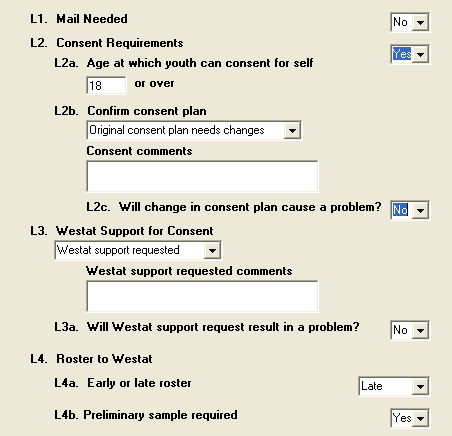 L1. Mail Needed No
L2. Consent Requirements Yes
L2a. Age at which youth can consent for self
18 or over
L2b. Confirm consent plan
Original consent plan needs changes
Consent comments
L2c. Will change in consent plan cause a problem? No
L3. Westat Support for Consent
Westat support requested
Westat support requested comments
L3a. Will Westat support request result in a problem? No
L4. Roster to Westat
L4a. Early or late roster Late
L4b. Preliminary sample required Yes